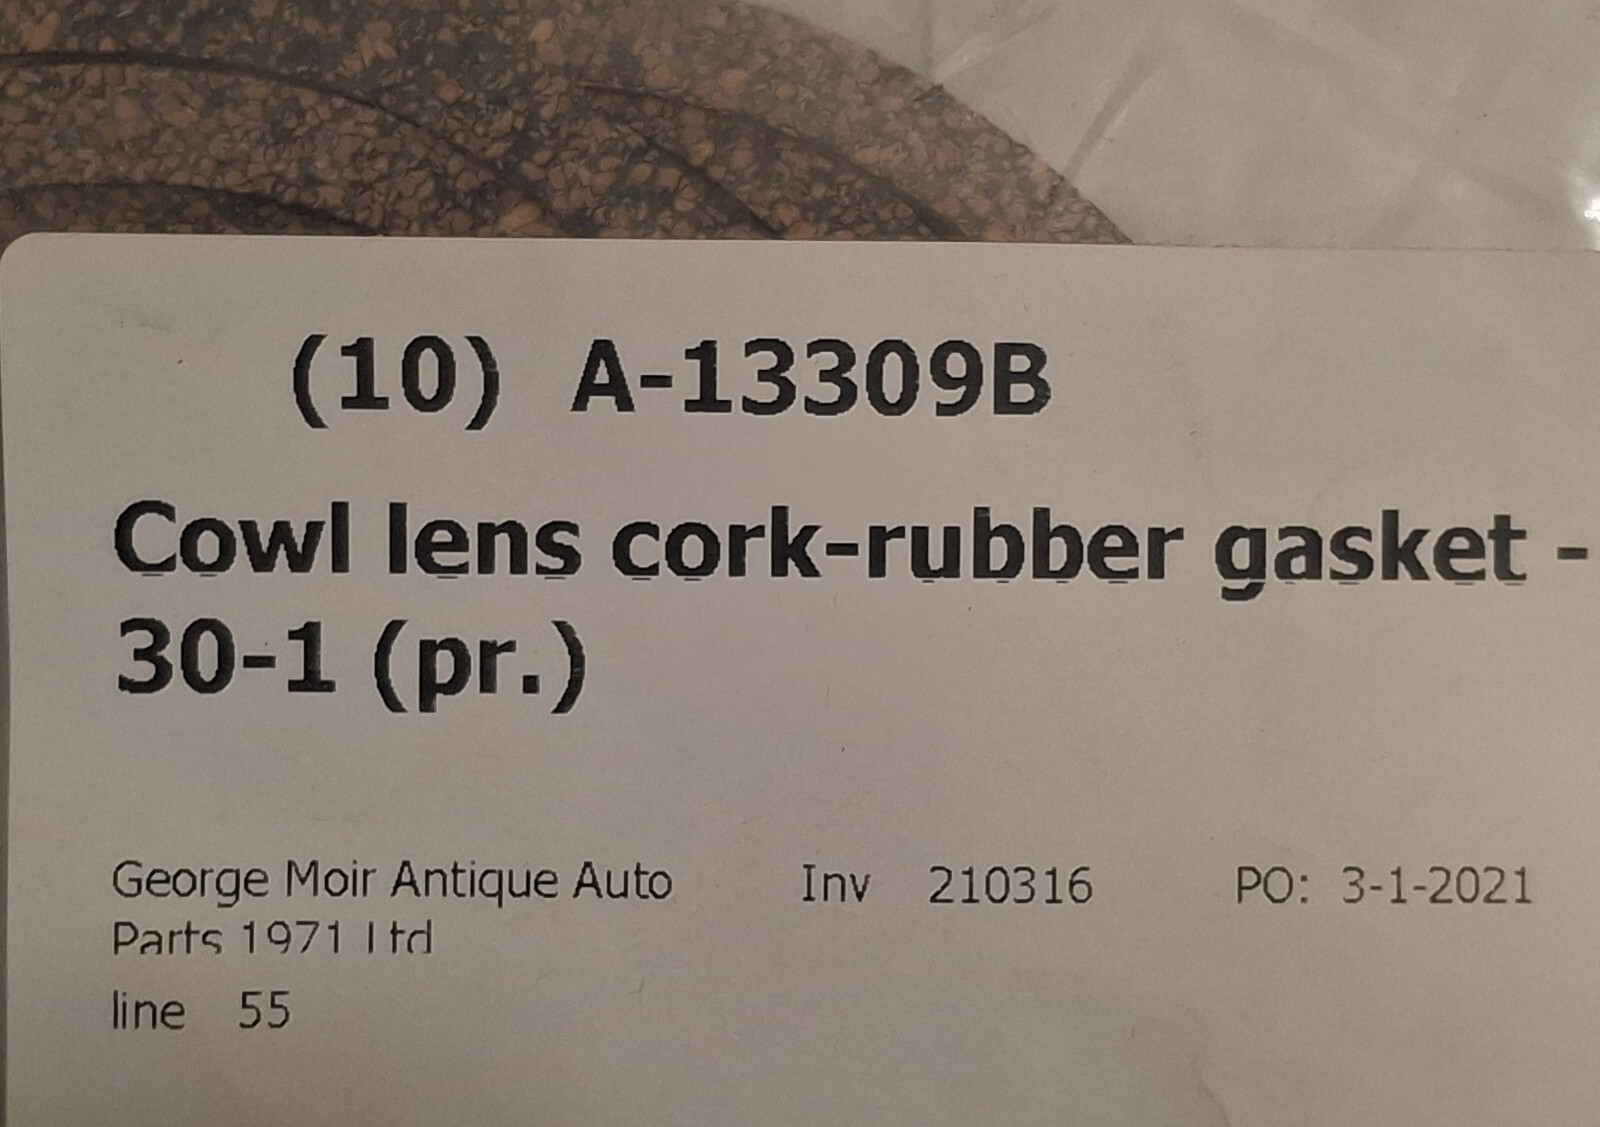 (10) A-13309B
Cowl lens cork-rubber gasket -
30-1 (pr.)
George Moir Antique Auto Inv 210316 PO: 3-1-2021
Parts 1971 Ltd
line 55